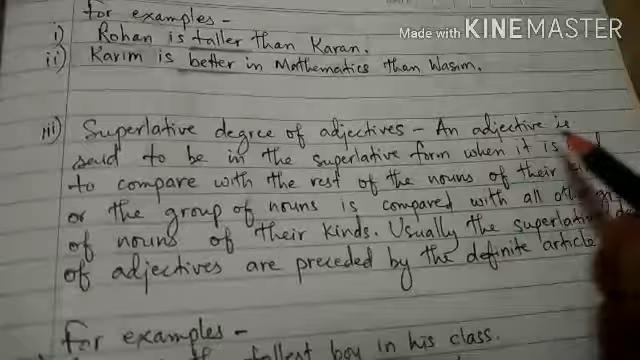 for examples -
i) Rohan is taller than Karan.
ii) Karim is better in Mathematics than Wasim.
iii) Superlative degree of adjectives - An adjective is
said to be in the superlative form when it is
to compare with the rest of the nouns of their
or the group of nouns is compared with all
of nouns of their kinds. Usually the superlative
of adjectives are preceded by the definite article
for examples -
tallest boy in his class.
Made with KINEMASTER